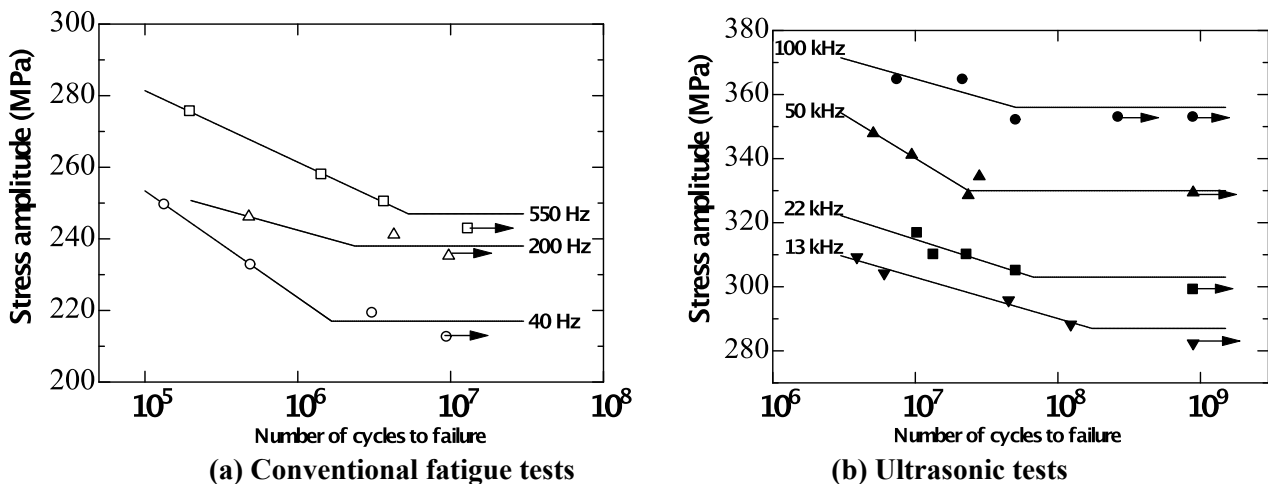 300
280
260
240
220
200
Stress amplitude (MPa)
550 Hz
200 Hz
40 Hz
10⁵ 10⁶ 10⁷ 10⁸
Number of cycles to failure
(a) Conventional fatigue tests
380
360
340
320
300
280
Stress amplitude (MPa)
100 kHz
50 kHz
22 kHz
13 kHz
10⁶ 10⁷ 10⁸ 10⁹
Number of cycles to failure
(b) Ultrasonic tests